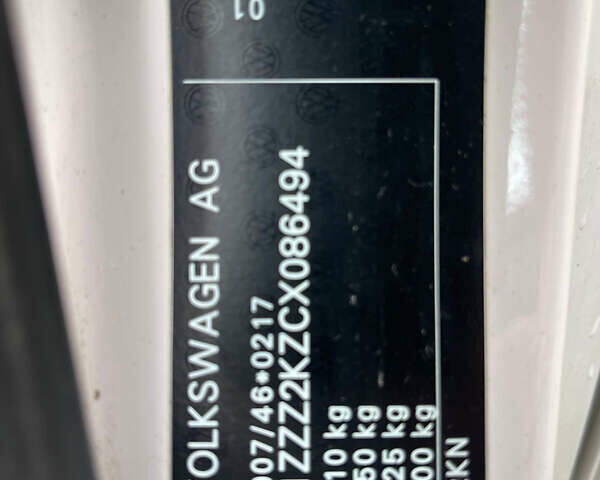 01
OLKSWAGEN AG
007/46*0217
ZZZ2KZCX086494
10 kg
50 kg
25 kg
00 kg
KN